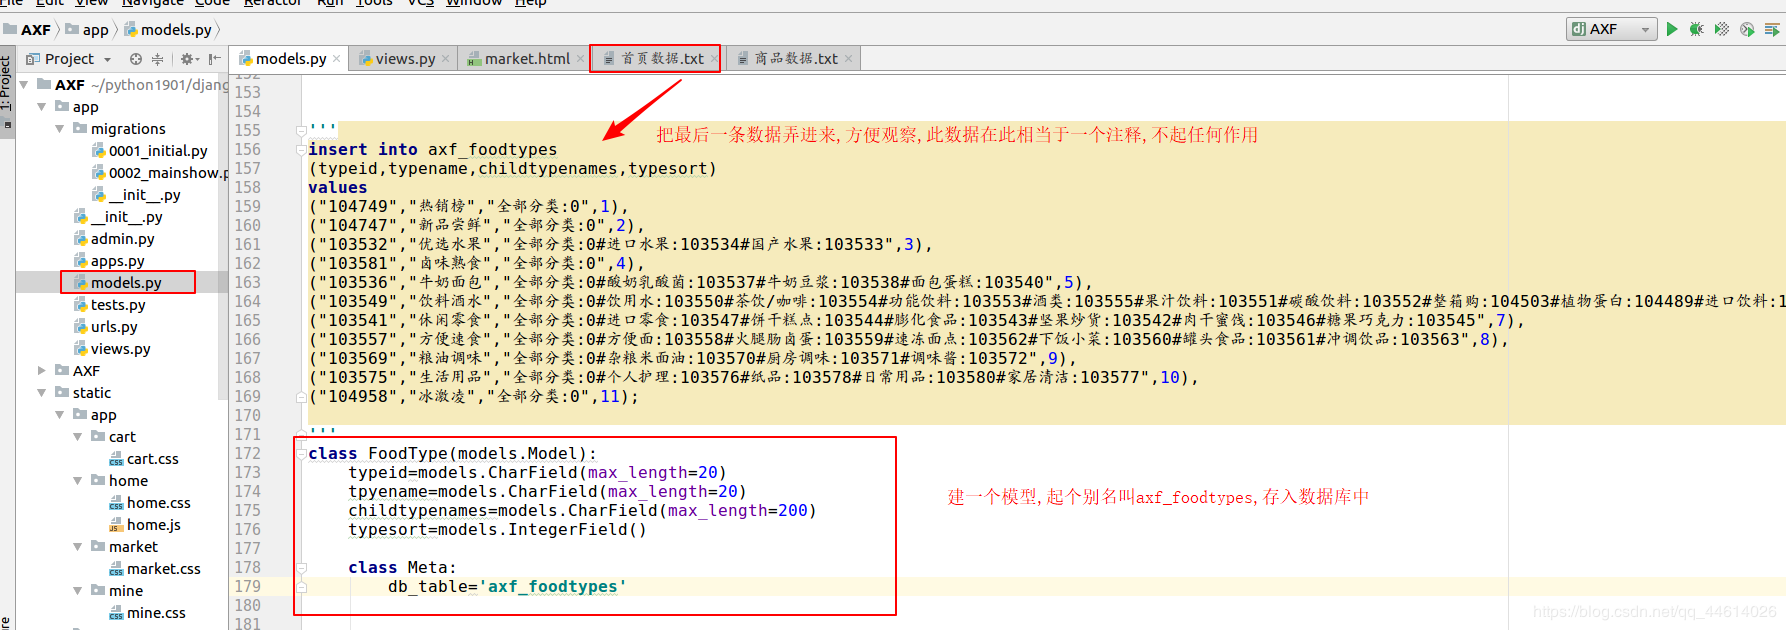 File Edit View Navigate Code Refactor Run Tools VCS Window Help
AXF app models.py AXF
Project models.py views.py market.html 首页数据.txt 商品数据.txt
1: Project
AXF ~/python1901/djang
app
migrations
0001_initial.py
0002_mainshow.p
__init__.py
__init__.py
admin.py
apps.py
models.py
tests.py
urls.py
views.py
AXF
static
app
cart
cart.css
home
home.css
home.js
market
market.css
mine
mine.css
152
153
154
155 '''
把最后一条数据弄进来,方便观察,此数据在此相当于一个注释,不起任何作用
156 insert into axf_foodtypes
157 (typeid,typename,childtypenames,typesort)
158 values
159 ("104749","热销榜","全部分类:0",1),
160 ("104747","新品尝鲜","全部分类:0",2),
161 ("103532","优选水果","全部分类:0#进口水果:103534#国产水果:103533",3),
162 ("103581","卤味熟食","全部分类:0",4),
163 ("103536","牛奶面包","全部分类:0#酸奶乳酸菌:103537#牛奶豆浆:103538#面包蛋糕:103540",5),
164 ("103549","饮料酒水","全部分类:0#饮用水:103550#茶饮/咖啡:103554#功能饮料:103553#酒类:103555#果汁饮料:103551#碳酸饮料:103552#整箱购:104503#植物蛋白:104489#进口饮料:1
165 ("103541","休闲零食","全部分类:0#进口零食:103547#饼干糕点:103544#膨化食品:103543#坚果炒货:103542#肉干蜜饯:103546#糖果巧克力:103545",7),
166 ("103557","方便速食","全部分类:0#方便面:103558#火腿肠卤蛋:103559#速冻面点:103562#下饭小菜:103560#罐头食品:103561#冲调饮品:103563",8),
167 ("103569","粮油调味","全部分类:0#杂粮米面油:103570#厨房调味:103571#调味酱:103572",9),
168 ("103575","生活用品","全部分类:0#个人护理:103576#纸品:103578#日常用品:103580#家居清洁:103577",10),
169 ("104958","冰激凌","全部分类:0",11);
170
171 '''
172 class FoodType(models.Model):
173 typeid=models.CharField(max_length=20)
174 tpyename=models.CharField(max_length=20)
建一个模型,起个别名叫axf_foodtypes,存入数据库中
175 childtypenames=models.CharField(max_length=200)
176 typesort=models.IntegerField()
177
178 class Meta:
179 db_table='axf_foodtypes'
180
181
https://blog.csdn.net/qq_44614026